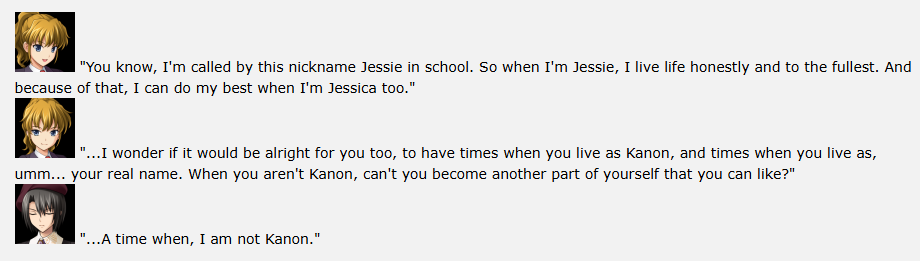 "You know, I'm called by this nickname Jessie in school. So when I'm Jessie, I live life honestly and to the fullest. And
because of that, I can do my best when I'm Jessica too."
"...I wonder if it would be alright for you too, to have times when you live as Kanon, and times when you live as,
umm... your real name. When you aren't Kanon, can't you become another part of yourself that you can like?"
"...A time when, I am not Kanon."